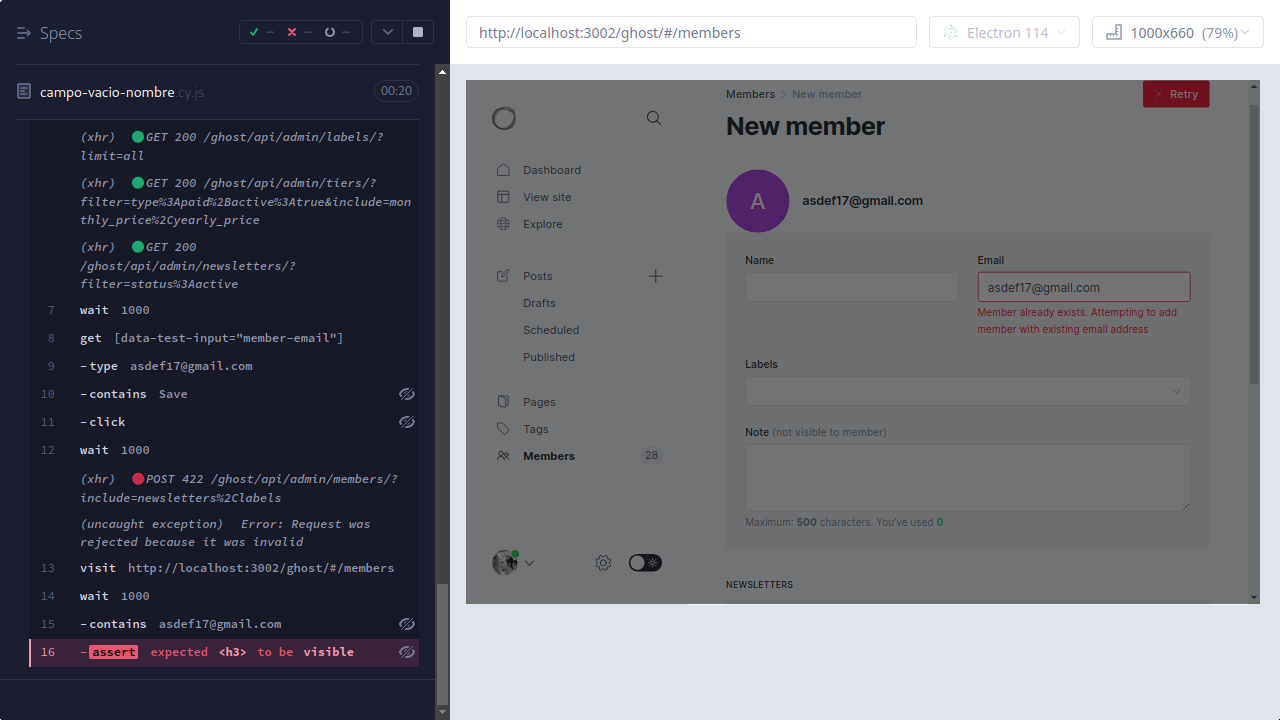 Specs
--
--
--
campo-vacio-nombre.cy.js
00:20
(xhr) GET 200 /ghost/api/admin/labels/?
limit=all
(xhr) GET 200 /ghost/api/admin/tiers/?
filter=type%3Apaid%2Bactive%3Atrue&include=mon
thly_price%2Cyearly_price
(xhr) GET 200
/ghost/api/admin/newsletters/?
filter=status%3Aactive
7 wait 1000
8 get [data-test-input="member-email"]
9 -type asdef17@gmail.com
10 -contains Save
11 -click
12 wait 1000
(xhr) POST 422 /ghost/api/admin/members/?
include=newsletters%2Clabels
(uncaught exception) Error: Request was
rejected because it was invalid
13 visit http://localhost:3002/ghost/#/members
14 wait 1000
15 -contains asdef17@gmail.com
16 -assert expected <h3> to be visible
http://localhost:3002/ghost/#/members
Electron 114
1000x660 (79%)
Dashboard
View site
Explore
Posts
Drafts
Scheduled
Published
Pages
Tags
Members 28
Members > New member
Retry
New member
A
asdef17@gmail.com
Name
Email
asdef17@gmail.com
Member already exists. Attempting to add
member with existing email address
Labels
Note (not visible to member)
Maximum: 500 characters. You've used 0
NEWSLETTERS